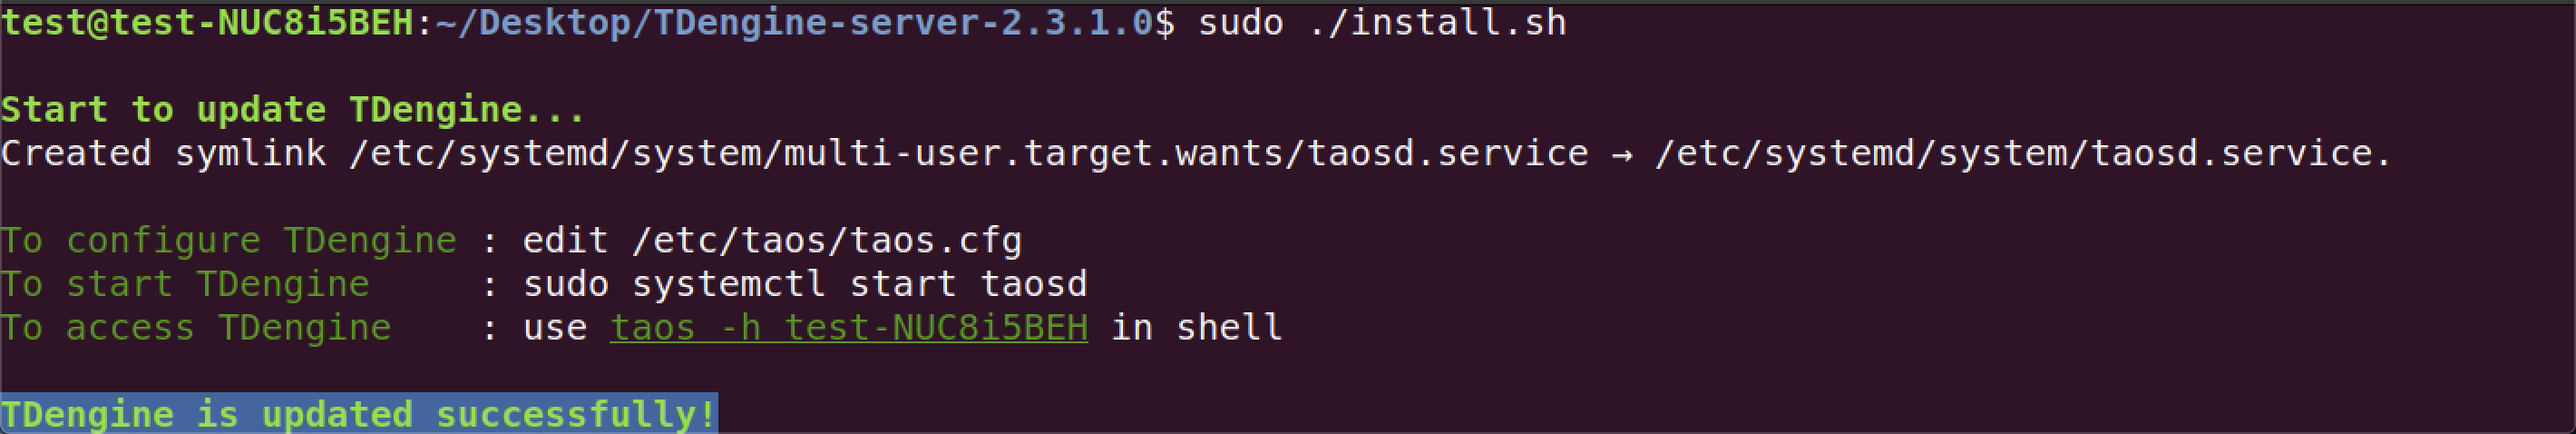 test@test-NUC8i5BEH:~/Desktop/TDengine-server-2.3.1.0$ sudo ./install.sh
Start to update TDengine...
Created symlink /etc/systemd/system/multi-user.target.wants/taosd.service → /etc/systemd/system/taosd.service.
To configure TDengine : edit /etc/taos/taos.cfg
To start TDengine     : sudo systemctl start taosd
To access TDengine    : use taos -h test-NUC8i5BEH in shell
TDengine is updated successfully!